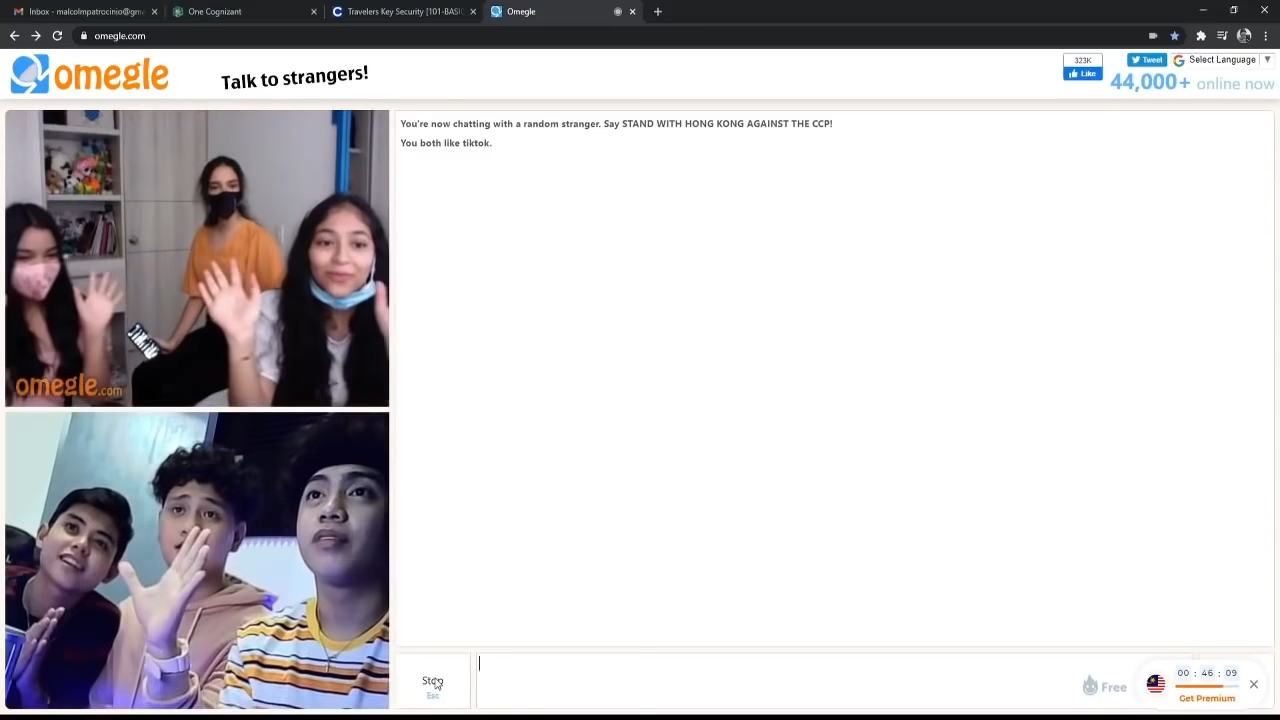 Inbox - malcolmpatrocinio@gm
One Cognizant
Travelers Key Security [101-BASI
Omegle
omegle.com
omegle
Talk to strangers!
323K
Like
Tweet
Select Language
44,000+ online now
You're now chatting with a random stranger. Say STAND WITH HONG KONG AGAINST THE CCP!
You both like tiktok.
omegle.com
Stop
Esc
Free
00 : 46 : 09
Get Premium